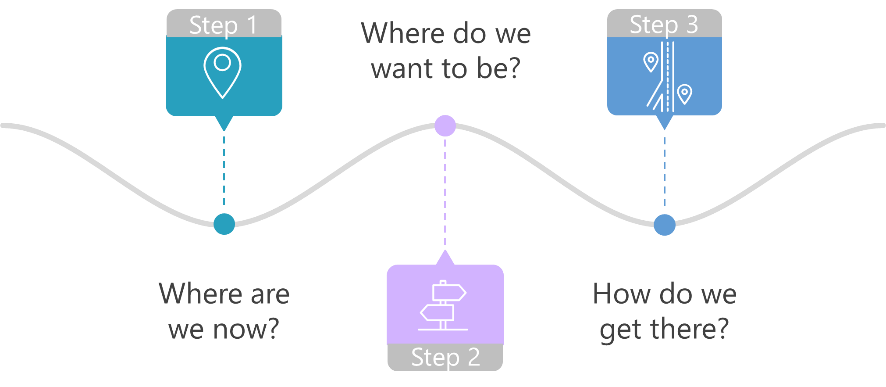 Step 1
Where are
we now?
Where do we
want to be?
Step 2
Step 3
How do we
get there?